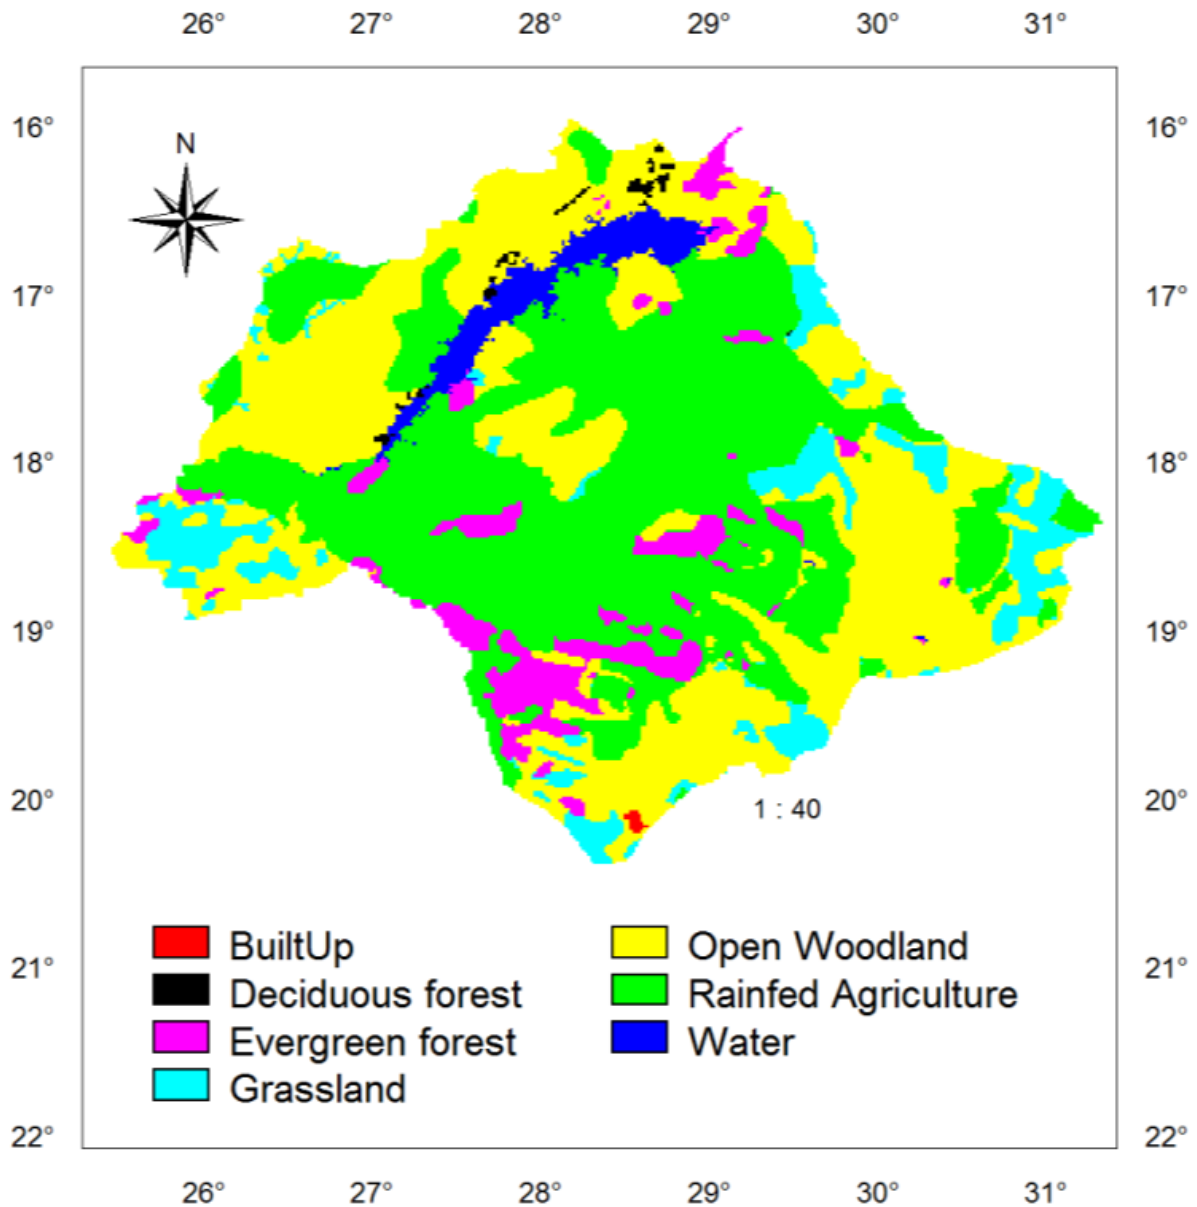 26° 27° 28° 29° 30° 31°
16° 16°
N
17° 17°
18° 18°
19° 19°
20° 20°
1 : 40
BuiltUp Open Woodland
21° 21°
Deciduous forest Rainfed Agriculture
Evergreen forest Water
Grassland
22° 22°
26° 27° 28° 29° 30° 31°